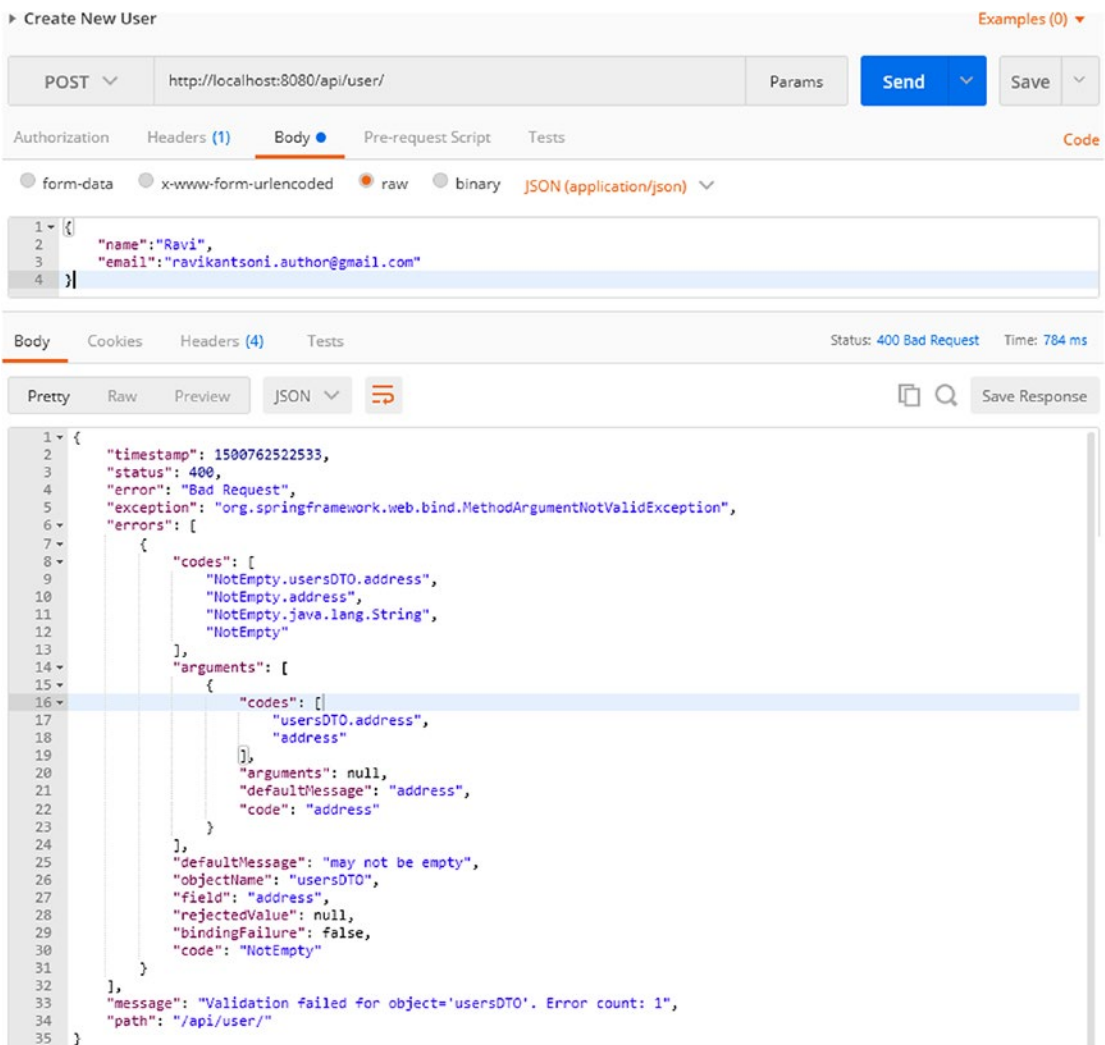 Create New User
Examples (0)
POST http://localhost:8080/api/user/ Params Send Save
Authorization Headers (1) Body Pre-request Script Tests Code
form-data x-www-form-urlencoded raw binary JSON (application/json)
1 {
2 "name":"Ravi",
3 "email":"ravikantsoni.author@gmail.com"
4 }
Body Cookies Headers (4) Tests Status: 400 Bad Request Time: 784 ms
Pretty Raw Preview JSON Save Response
1 {
2 "timestamp": 1500762522533,
3 "status": 400,
4 "error": "Bad Request",
5 "exception": "org.springframework.web.bind.MethodArgumentNotValidException",
6 "errors": [
7 {
8 "codes": [
9 "NotEmpty.usersDTO.address",
10 "NotEmpty.address",
11 "NotEmpty.java.lang.String",
12 "NotEmpty"
13 ],
14 "arguments": [
15 {
16 "codes": [
17 "usersDTO.address",
18 "address"
19 ],
20 "arguments": null,
21 "defaultMessage": "address",
22 "code": "address"
23 }
24 ],
25 "defaultMessage": "may not be empty",
26 "objectName": "usersDTO",
27 "field": "address",
28 "rejectedValue": null,
29 "bindingFailure": false,
30 "code": "NotEmpty"
31 }
32 ],
33 "message": "Validation failed for object='usersDTO'. Error count: 1",
34 "path": "/api/user/"
35 }